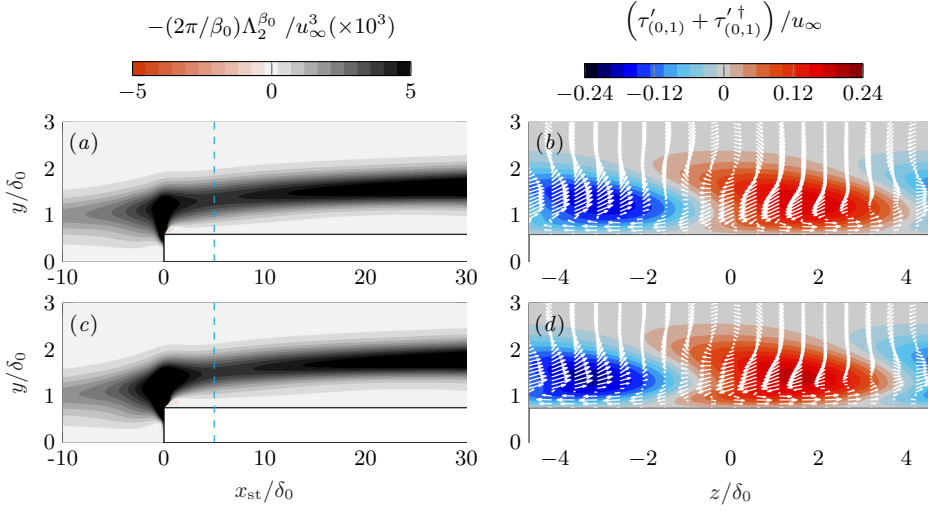 −(2π/β₀)Λ₂^β₀ /u³∞(×10³)
(τ′₍₀,₁₎ + τ′₍₀,₁₎†) /u∞
−5 0 5
−0.24 −0.12 0 0.12 0.24
(a)
3
2
1
0
y/δ₀
-10 0 10 20 30
(b)
−4 −2 0 2 4
(c)
3
2
1
0
y/δ₀
-10 0 10 20 30
x_st/δ₀
(d)
3
2
1
0
3
2
1
0
−4 −2 0 2 4
z/δ₀